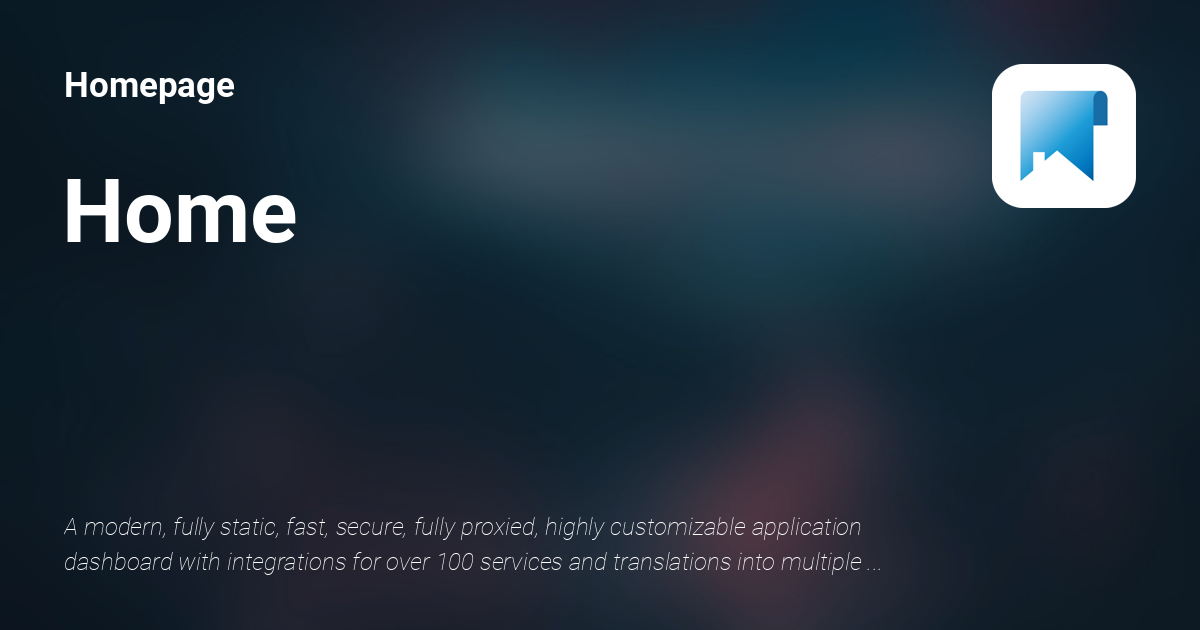 Homepage
Home
A modern, fully static, fast, secure, fully proxied, highly customizable application
dashboard with integrations for over 100 services and translations into multiple ...